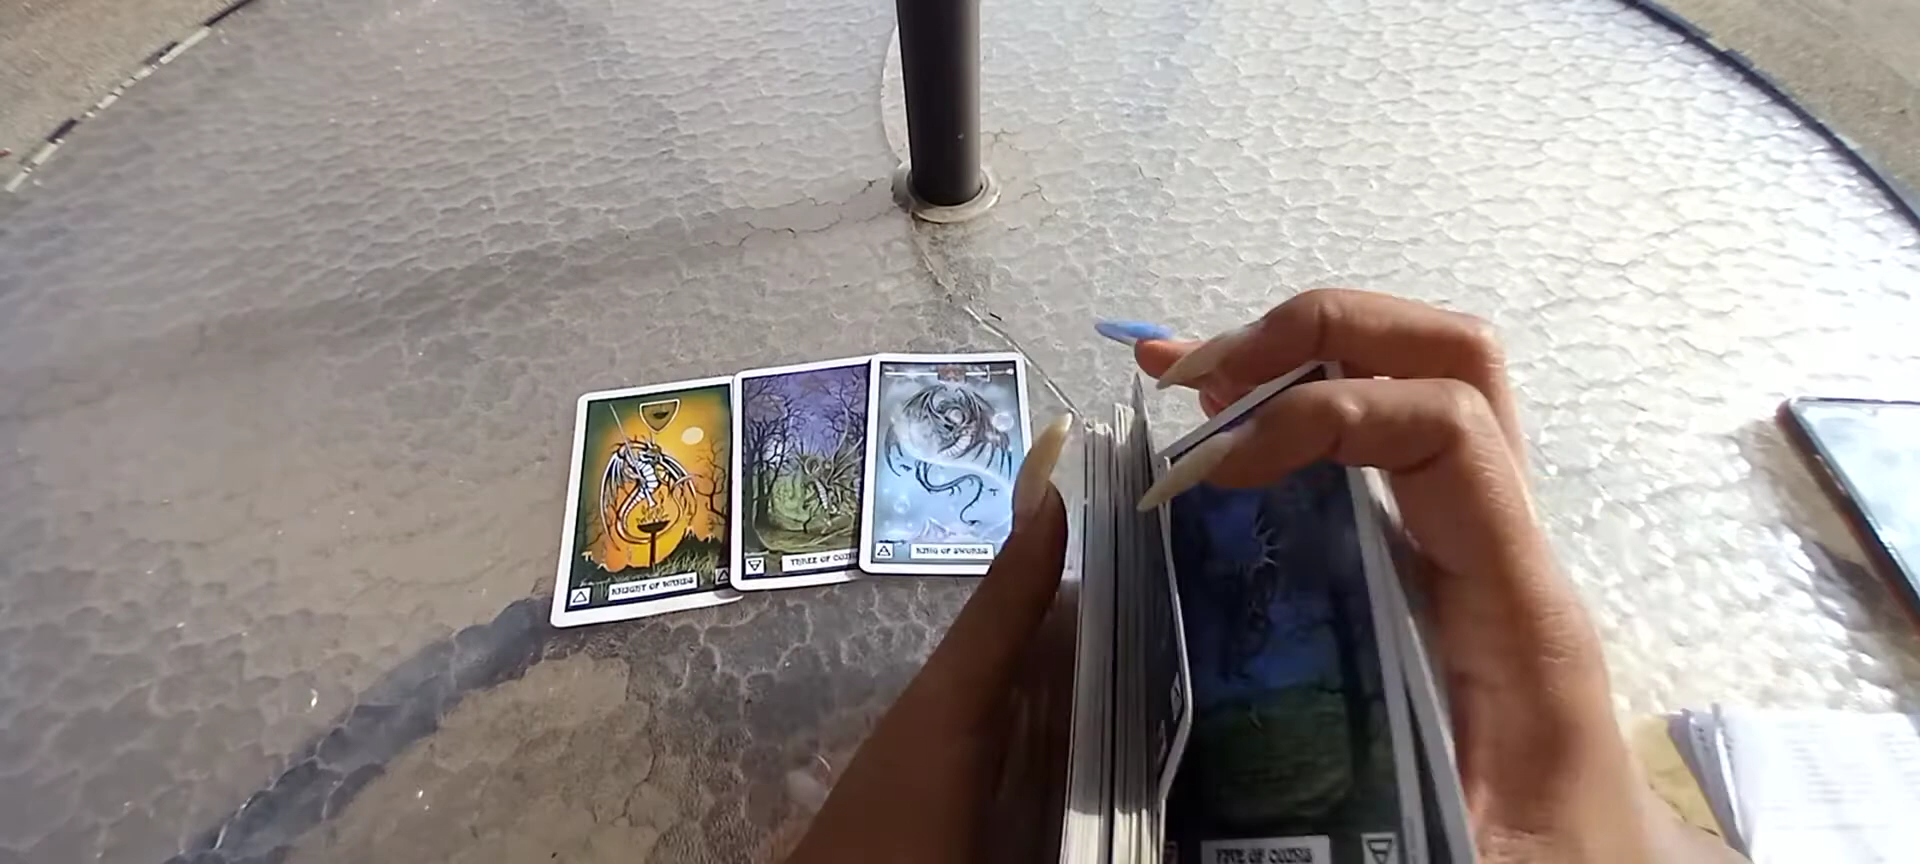 KNIGHT OF WANDS
THREE OF COINS
KING OF SWORDS
FIVE OF COINS